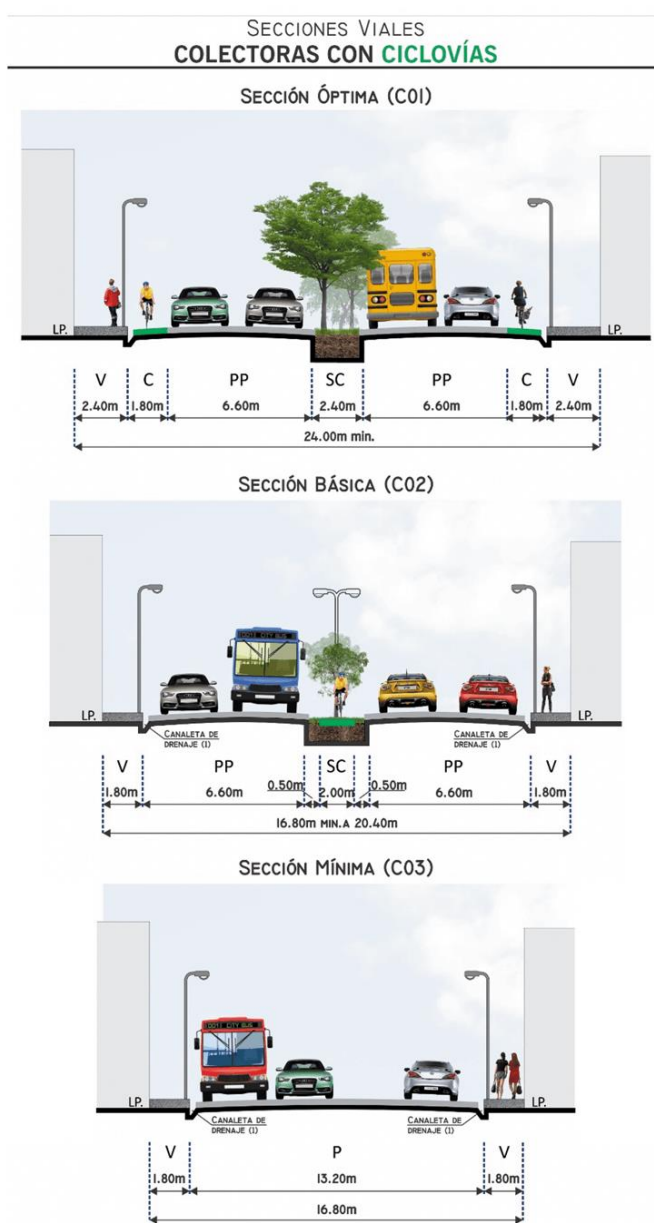 SECCIONES VIALES
COLECTORAS CON CICLOVÍAS
SECCIÓN ÓPTIMA (C01)
LP. LP.
V C PP SC PP C V
2.40m 1.80m 6.60m 2.40m 6.60m 1.80m 2.40m
24.00m min.
SECCIÓN BÁSICA (C02)
CITY BUS
LP. LP.
CANALETA DE CANALETA DE
DRENAJE (1) DRENAJE (1)
V PP SC PP V
0.50m 0.50m
1.80m 6.60m 2.00m 6.60m 1.80m
16.80m MIN.A 20.40m
SECCIÓN MÍNIMA (C03)
CITY BUS
LP. LP.
CANALETA DE CANALETA DE
DRENAJE (1) DRENAJE (1)
V P V
1.80m 13.20m 1.80m
16.80m